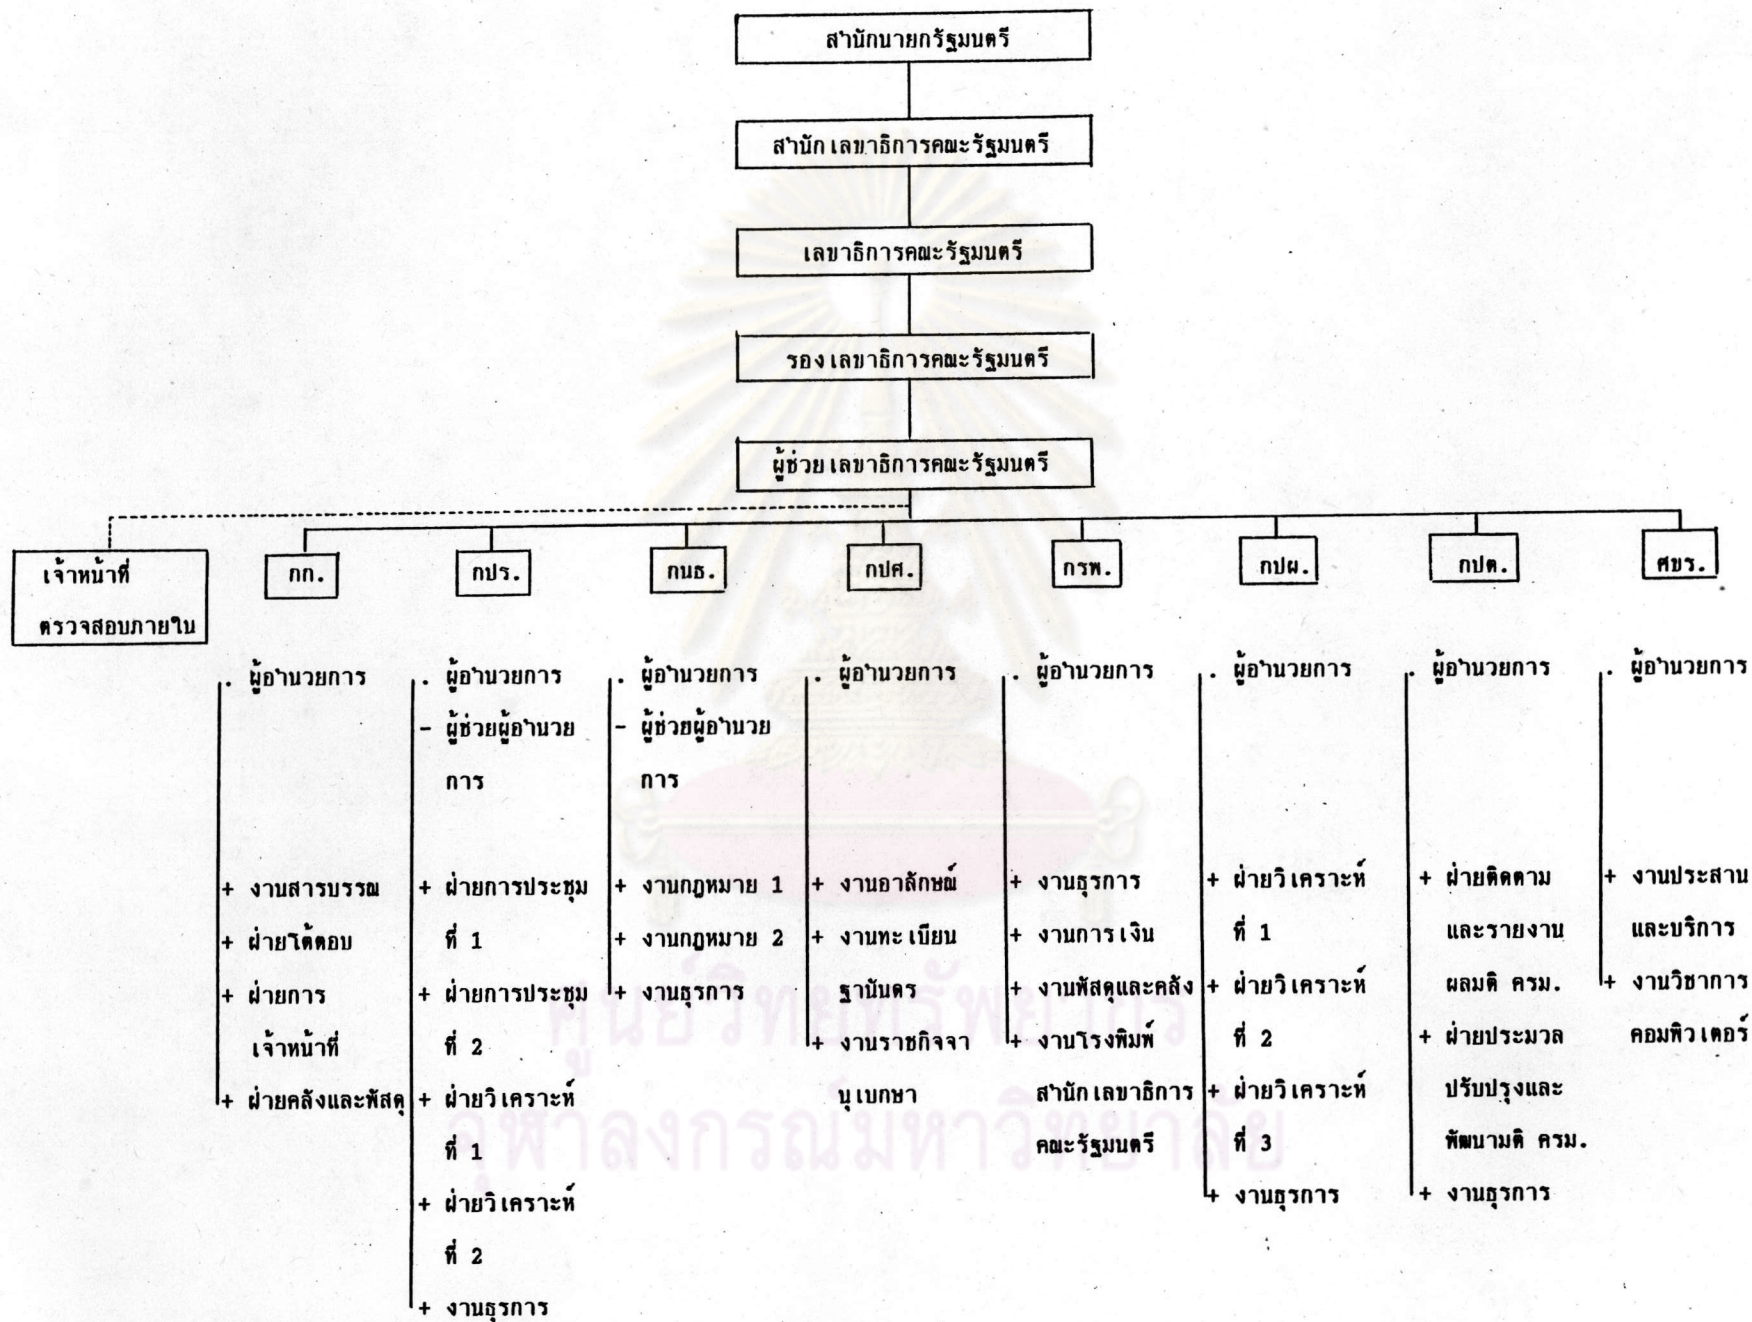 สำนักนายกรัฐมนตรี
สำนักเลขาธิการคณะรัฐมนตรี
เลขาธิการคณะรัฐมนตรี
รองเลขาธิการคณะรัฐมนตรี
ผู้ช่วยเลขาธิการคณะรัฐมนตรี
เจ้าหน้าที่
ตรวจสอบภายใน
กก.
. ผู้อำนวยการ
+ งานสารบรรณ
+ ฝ่ายโต้ตอบ
+ ฝ่ายการ
เจ้าหน้าที่
+ ฝ่ายคลังและพัสดุ
กปร.
. ผู้อำนวยการ
- ผู้ช่วยผู้อำนวย
การ
+ ฝ่ายการประชุม
ที่ 1
+ ฝ่ายการประชุม
ที่ 2
+ ฝ่ายวิเคราะห์
ที่ 1
+ ฝ่ายวิเคราะห์
ที่ 2
+ งานธุรการ
กนธ.
. ผู้อำนวยการ
- ผู้ช่วยผู้อำนวย
การ
+ งานกฎหมาย 1
+ งานกฎหมาย 2
+ งานธุรการ
กปศ.
. ผู้อำนวยการ
+ งานอาลักษณ์
+ งานทะเบียน
ฐานันดร
+ งานราชกิจจา
นุเบกษา
กรพ.
. ผู้อำนวยการ
+ งานธุรการ
+ งานการเงิน
+ งานพัสดุและคลัง
+ งานโรงพิมพ์
สำนักเลขาธิการ
คณะรัฐมนตรี
กปผ.
. ผู้อำนวยการ
+ ฝ่ายวิเคราะห์
ที่ 1
+ ฝ่ายวิเคราะห์
ที่ 2
+ ฝ่ายวิเคราะห์
ที่ 3
+ งานธุรการ
กปต.
. ผู้อำนวยการ
+ ฝ่ายติดตาม
และรายงาน
ผลมติ ครม.
+ ฝ่ายประมวล
ปรับปรุงและ
พัฒนามติ ครม.
+ งานธุรการ
ศบร.
. ผู้อำนวยการ
+ งานประสาน
และบริการ
+ งานวิชาการ
คอมพิวเตอร์
ศูนย์วิทยทรัพยากร
จุฬาลงกรณ์มหาวิทยาลัย